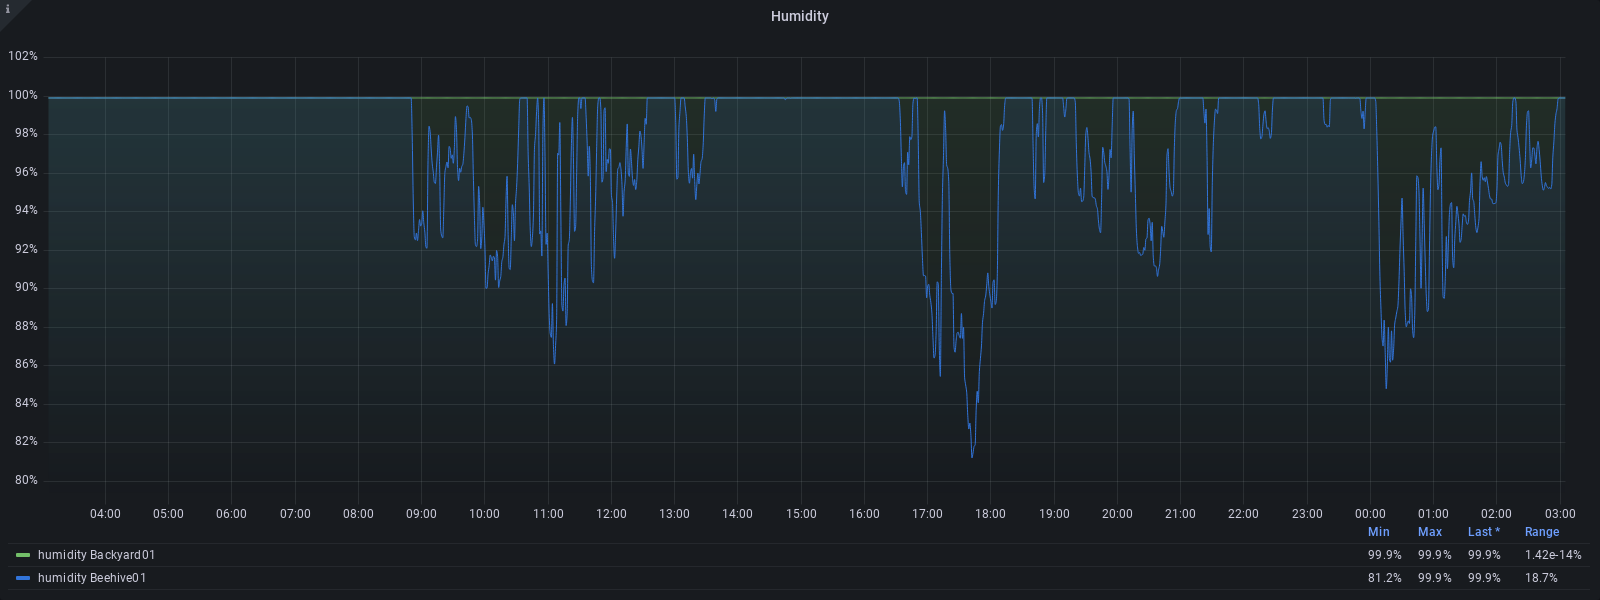 i
Humidity
102%
100%
98%
96%
94%
92%
90%
88%
86%
84%
82%
80%
04:00 05:00 06:00 07:00 08:00 09:00 10:00 11:00 12:00 13:00 14:00 15:00 16:00 17:00 18:00 19:00 20:00 21:00 22:00 23:00 00:00 01:00 02:00 03:00
Min Max Last * Range
humidity Backyard01 99.9% 99.9% 99.9% 1.42e-14%
humidity Beehive01 81.2% 99.9% 99.9% 18.7%